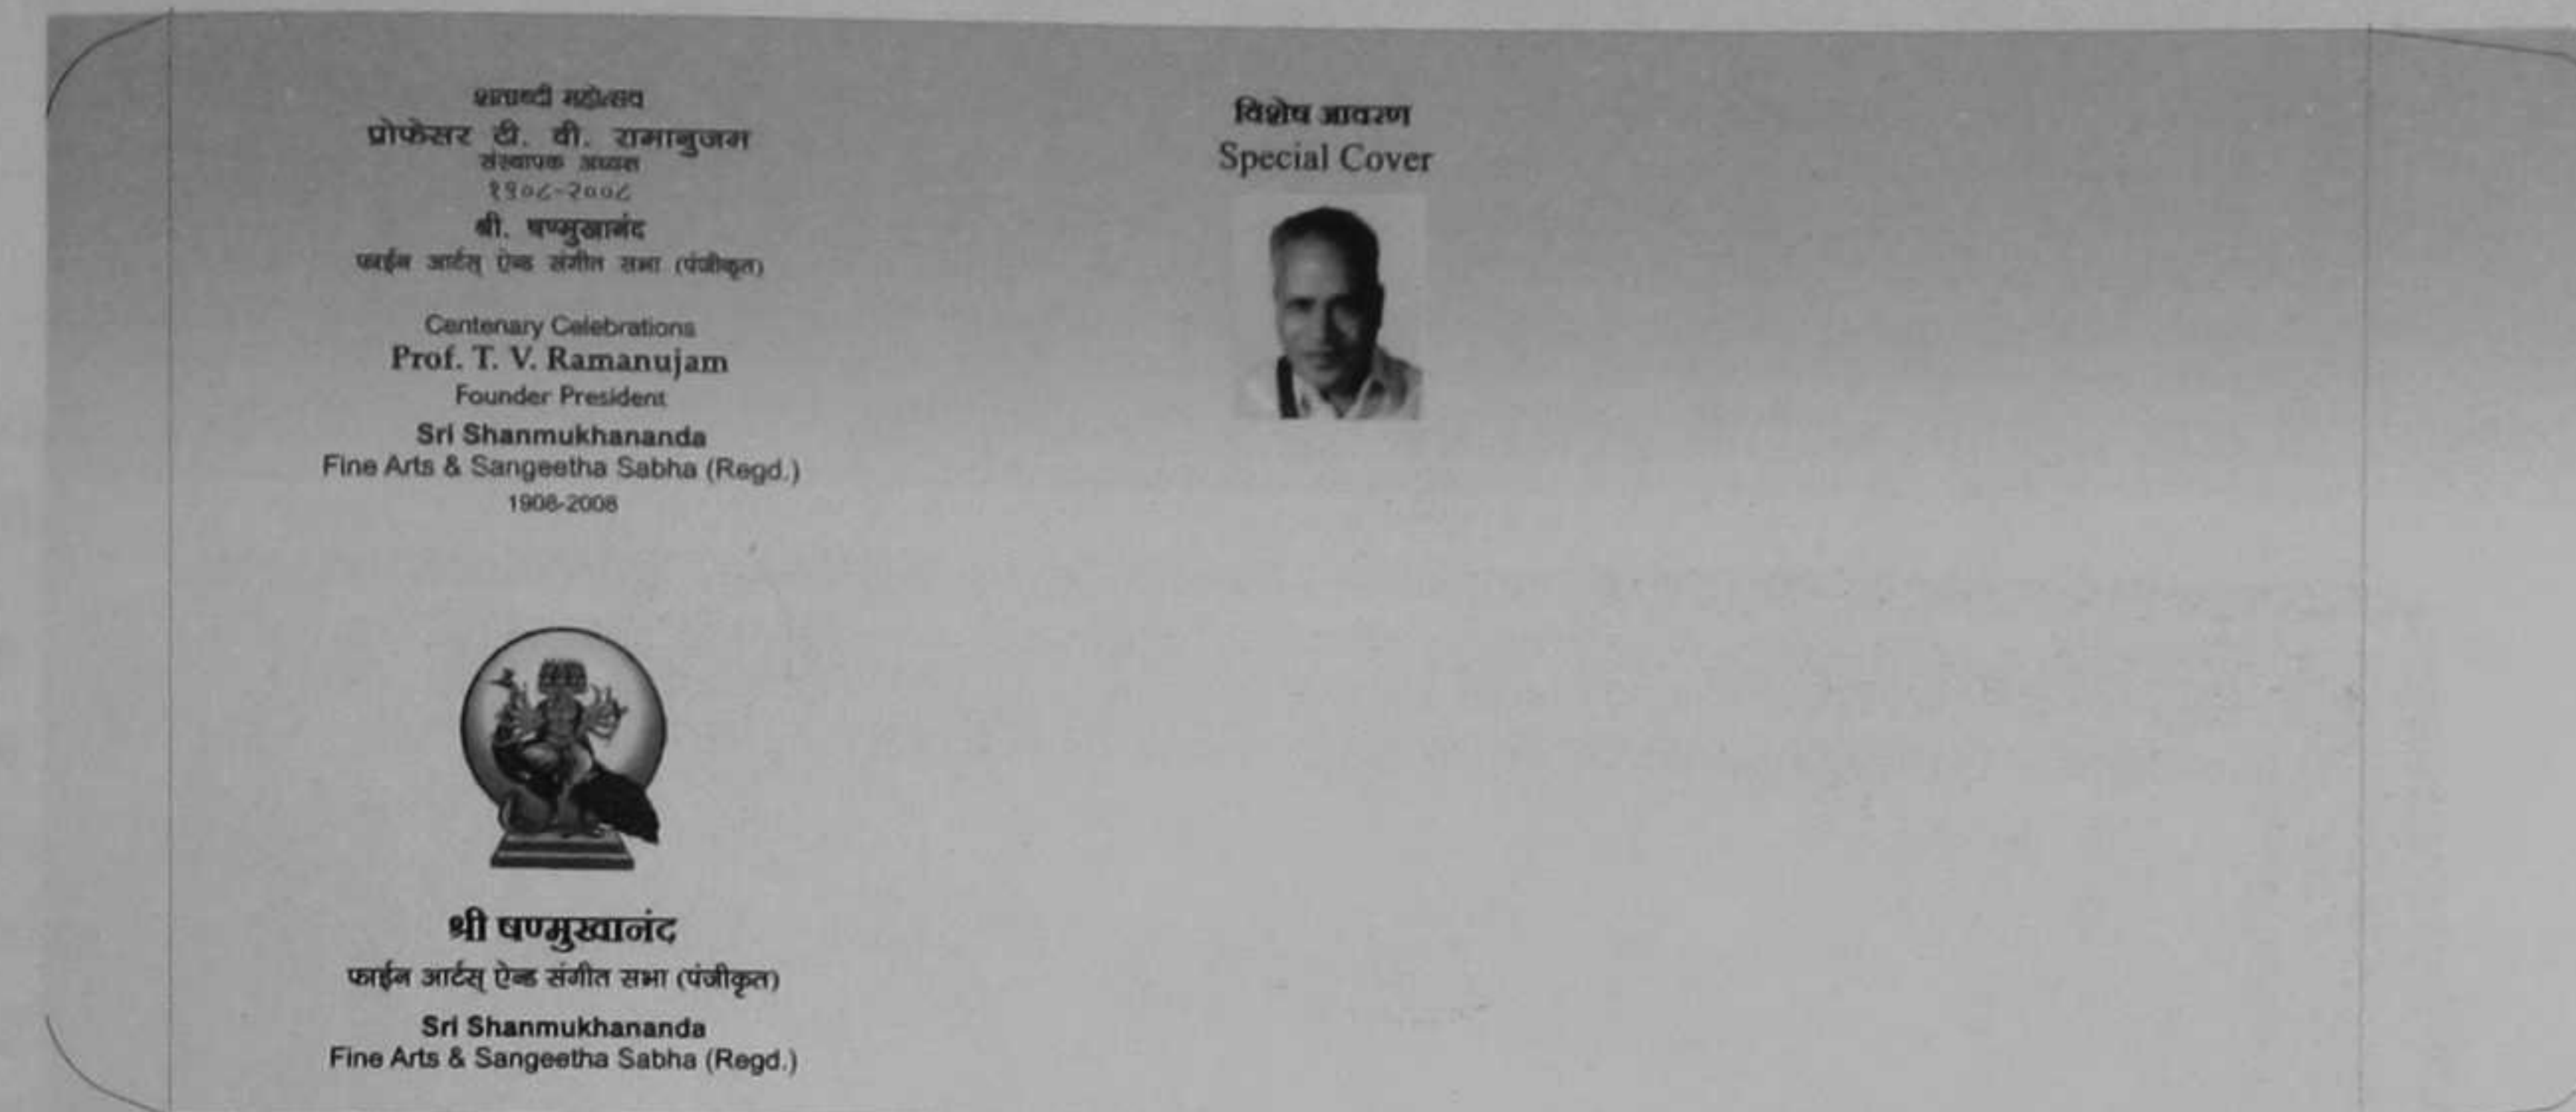 शताब्दी महोत्सव
प्रोफेसर टी. वी. रामानुजम
संस्थापक अध्यक्ष
१९०८-२००८
श्री. षण्मुखानंद
फाईन आर्टस् ऐन्ड संगीत सभा (पंजीकृत)
Centenary Celebrations
Prof. T. V. Ramanujam
Founder President
Sri Shanmukhananda
Fine Arts & Sangeetha Sabha (Regd.)
1908-2008
विशेष आवरण
Special Cover
श्री षण्मुखानंद
फाईन आर्टस् ऐन्ड संगीत सभा (पंजीकृत)
Sri Shanmukhananda
Fine Arts & Sangeetha Sabha (Regd.)